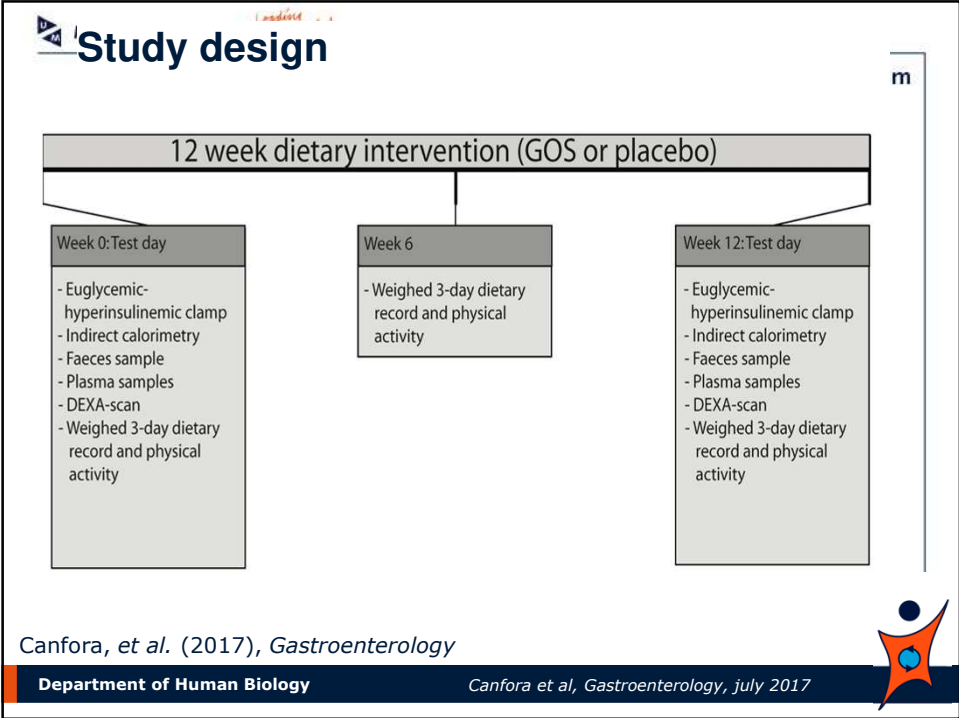 Leading
Study design
m
12 week dietary intervention (GOS or placebo)
Week 0: Test day
- Euglycemic-
hyperinsulinemic clamp
- Indirect calorimetry
- Faeces sample
- Plasma samples
- DEXA-scan
- Weighed 3-day dietary
record and physical
activity
Week 6
- Weighed 3-day dietary
record and physical
activity
Week 12: Test day
- Euglycemic-
hyperinsulinemic clamp
- Indirect calorimetry
- Faeces sample
- Plasma samples
- DEXA-scan
- Weighed 3-day dietary
record and physical
activity
Canfora, et al. (2017), Gastroenterology
Department of Human Biology
Canfora et al, Gastroenterology, july 2017